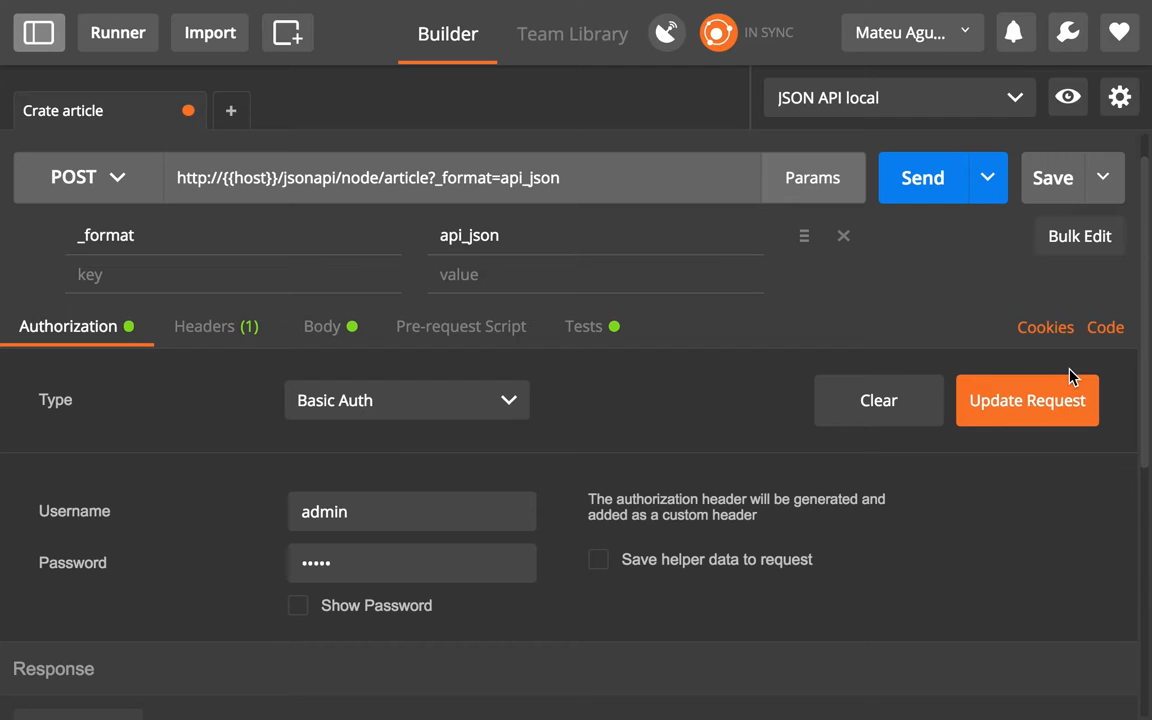 Runner Import Builder Team Library IN SYNC Mateu Agu...
Crate article + JSON API local
POST http://{{host}}/jsonapi/node/article?_format=api_json Params Send Save
_format api_json Bulk Edit
key value
Authorization Headers (1) Body Pre-request Script Tests Cookies Code
Type Basic Auth Clear Update Request
The authorization header will be generated and
Username admin added as a custom header
Password ••••• Save helper data to request
Show Password
Response